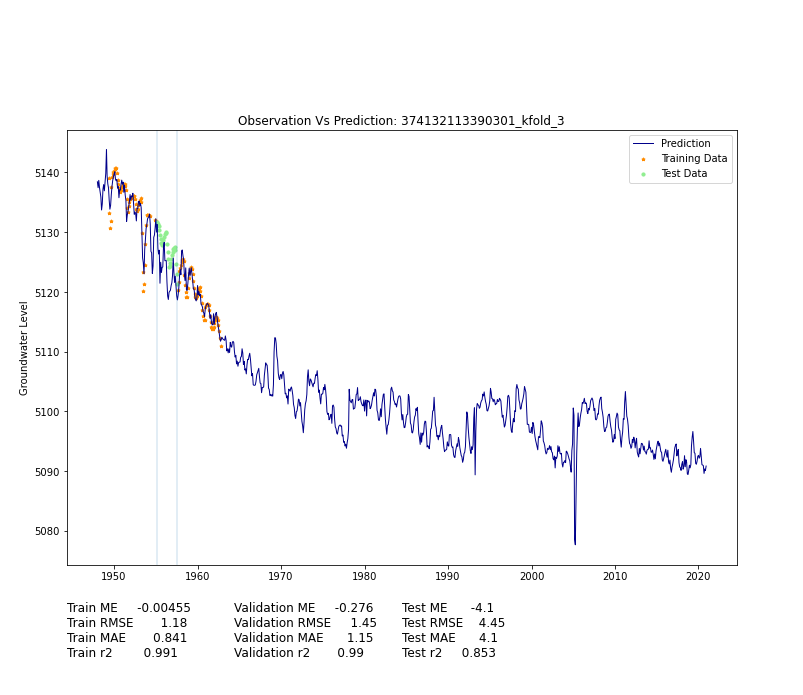 Observation Vs Prediction: 374132113390301_kfold_3
Prediction
Training Data
Test Data
Groundwater Level
5140
5130
5120
5110
5100
5090
5080
1950 1960 1970 1980 1990 2000 2010 2020
Train ME -0.00455 Validation ME -0.276 Test ME -4.1
Train RMSE 1.18 Validation RMSE 1.45 Test RMSE 4.45
Train MAE 0.841 Validation MAE 1.15 Test MAE 4.1
Train r2 0.991 Validation r2 0.99 Test r2 0.853